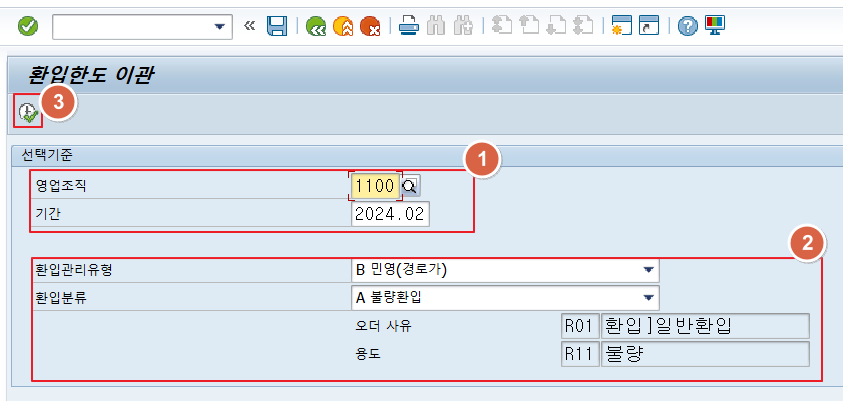 환입한도 이관
3
선택기준
1
영업조직 1100
기간 2024.02
2
환입관리유형 B 민영(경로가)
환입분류 A 불량환입
오더 사유 R01 환입]일반환입
용도 R11 불량